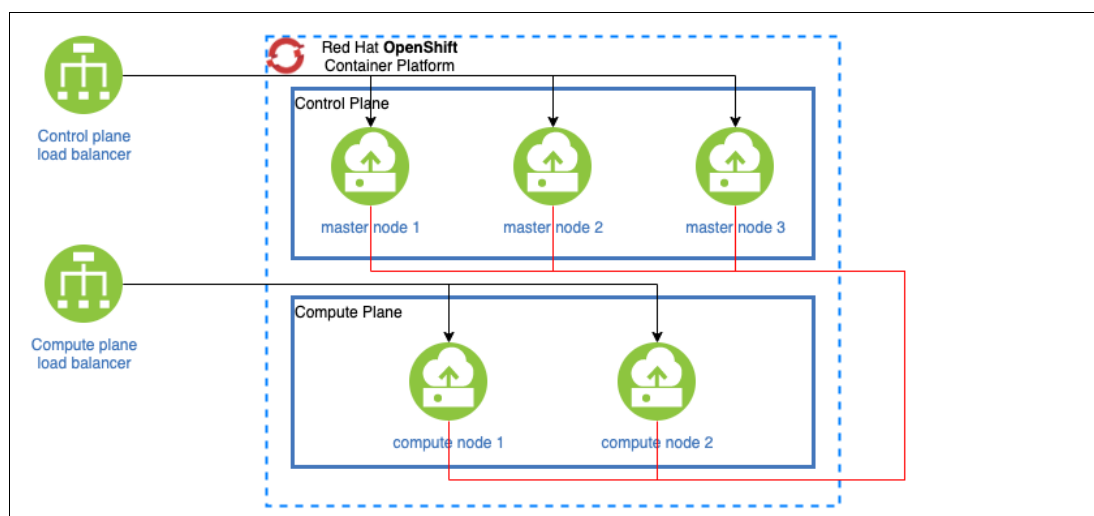 Red Hat OpenShift
Container Platform
Control plane
load balancer
Control Plane
master node 1
master node 2
master node 3
Compute plane
load balancer
Compute Plane
compute node 1
compute node 2